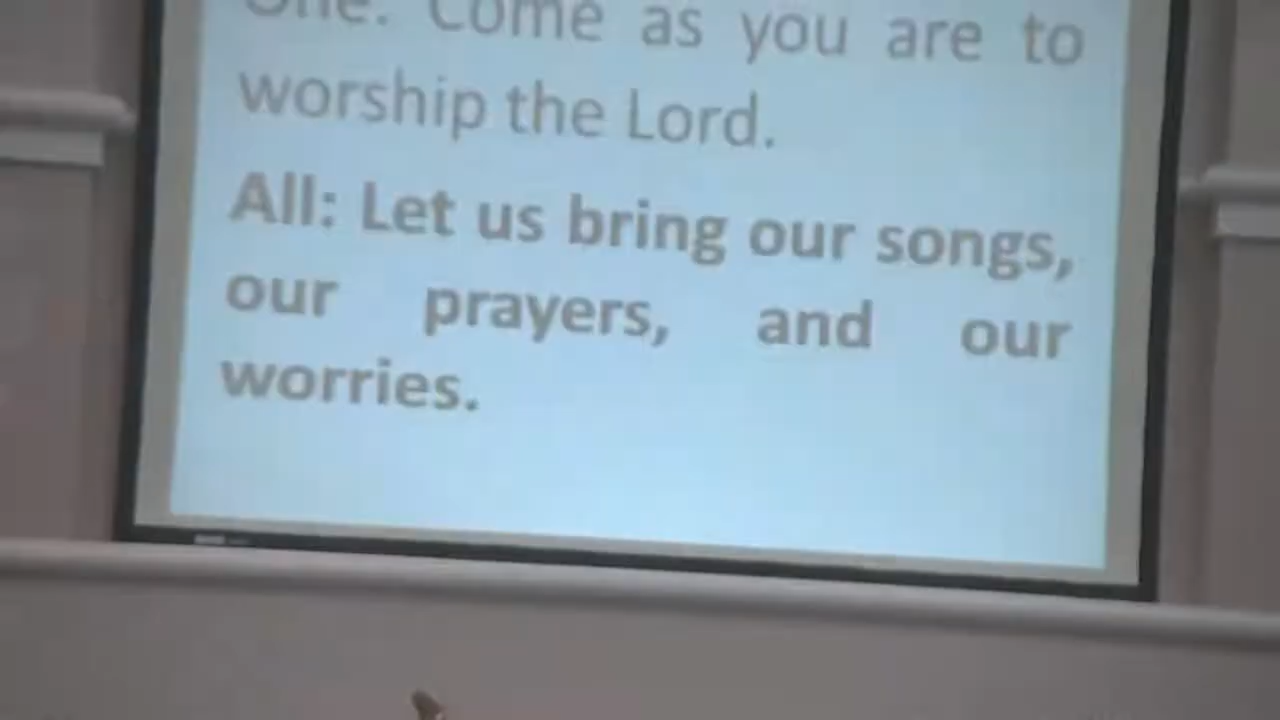 One: Come as you are to
worship the Lord.
All: Let us bring our songs,
our prayers, and our
worries.